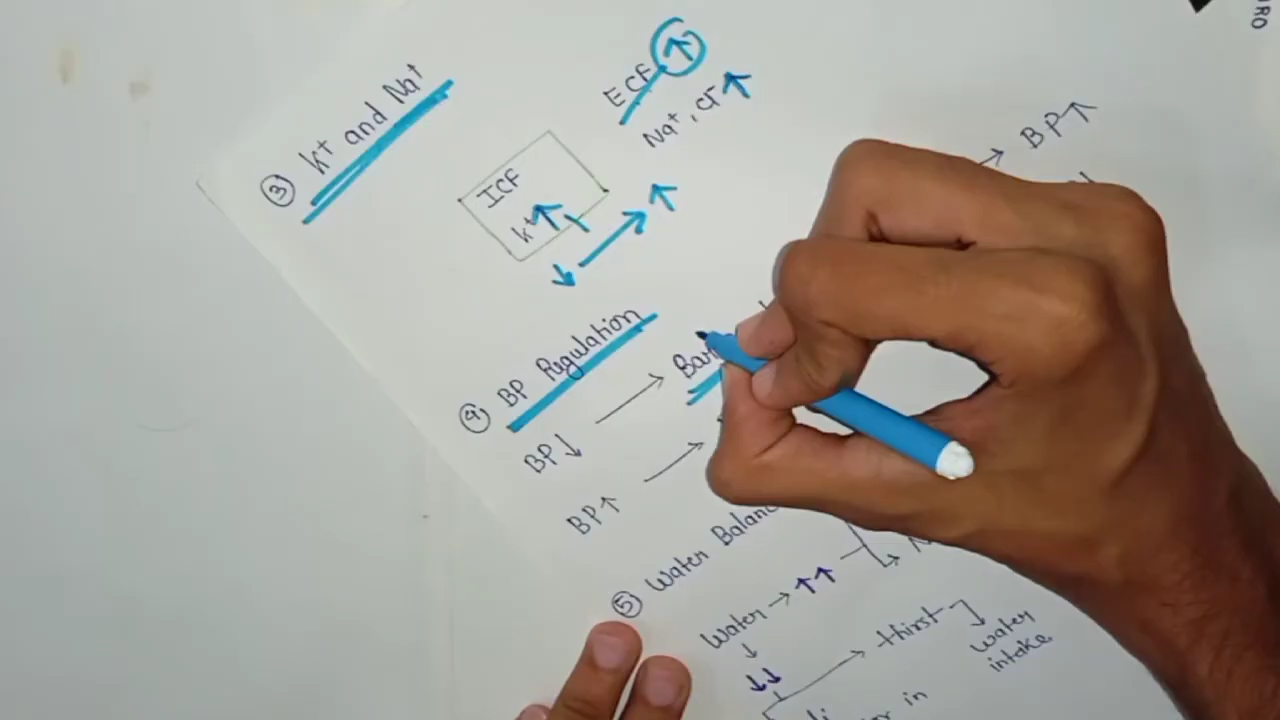 ③ K⁺ and Na⁺
ECF ↑
Na⁺, Cl⁻ ↑
ICF
K⁺ ↑
④ BP Regulation
BP↓ →
BP↑ →
→ BP↑
⑤ Water
Water → ↑↑
↓
↓↓
→ thirst
water
intake
in